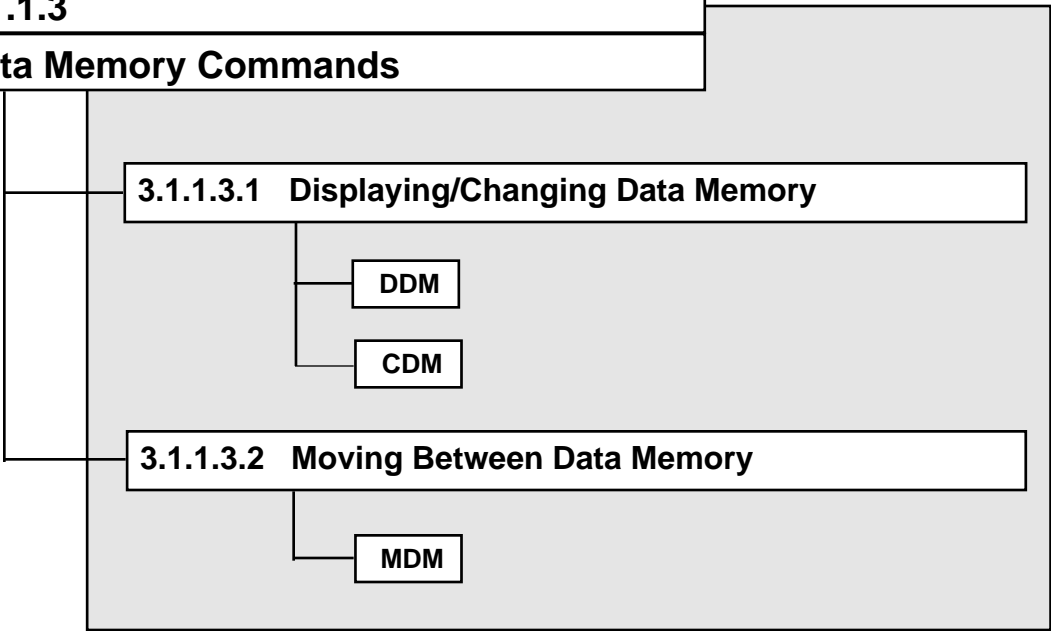 .1.3
ta Memory Commands
3.1.1.3.1 Displaying/Changing Data Memory
DDM
CDM
3.1.1.3.2 Moving Between Data Memory
MDM